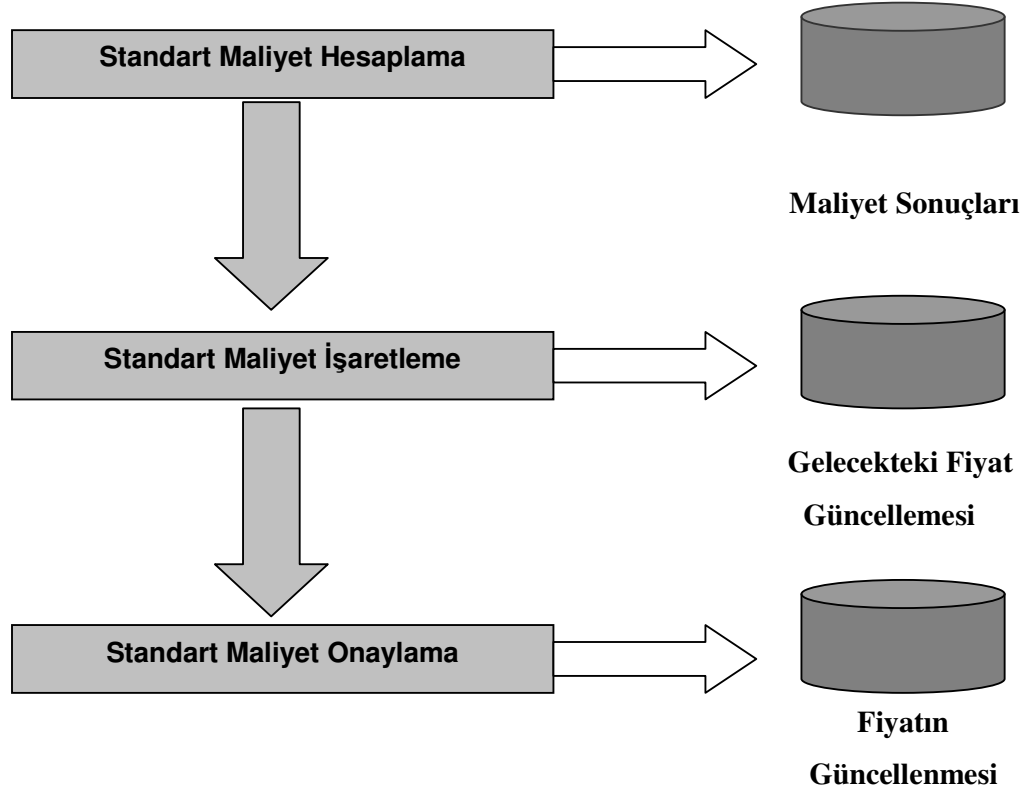 Standart Maliyet Hesaplama
Maliyet Sonuçları
Standart Maliyet İşaretleme
Gelecekteki Fiyat
Güncellemesi
Standart Maliyet Onaylama
Fiyatın
Güncellenmesi